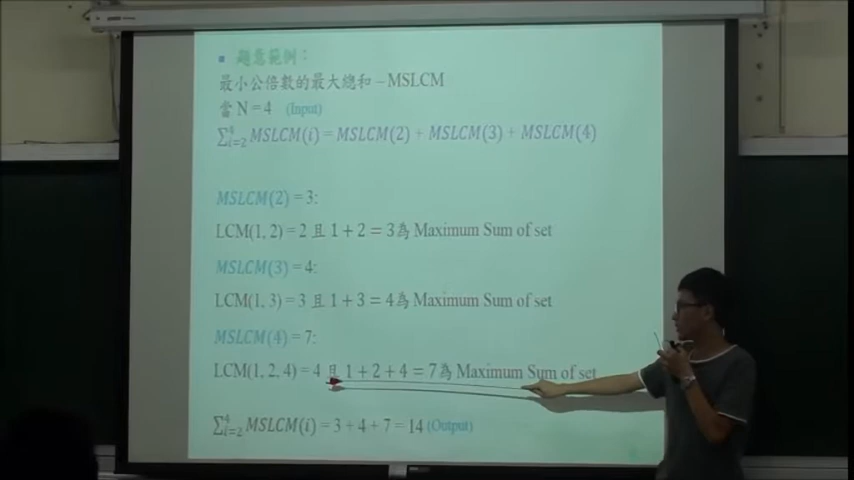 題意範例：
最小公倍數的最大總和 – MSLCM
當 N = 4 (Input)
∑⁴ᵢ₌₂ MSLCM(i) = MSLCM(2) + MSLCM(3) + MSLCM(4)
MSLCM(2) = 3:
LCM(1, 2) = 2 且 1 + 2 = 3為 Maximum Sum of set
MSLCM(3) = 4:
LCM(1, 3) = 3 且 1 + 3 = 4為 Maximum Sum of set
MSLCM(4) = 7:
LCM(1, 2, 4) = 4 且 1 + 2 + 4 = 7為 Maximum Sum of set
∑⁴ᵢ₌₂ MSLCM(i) = 3 + 4 + 7 = 14 (Output)